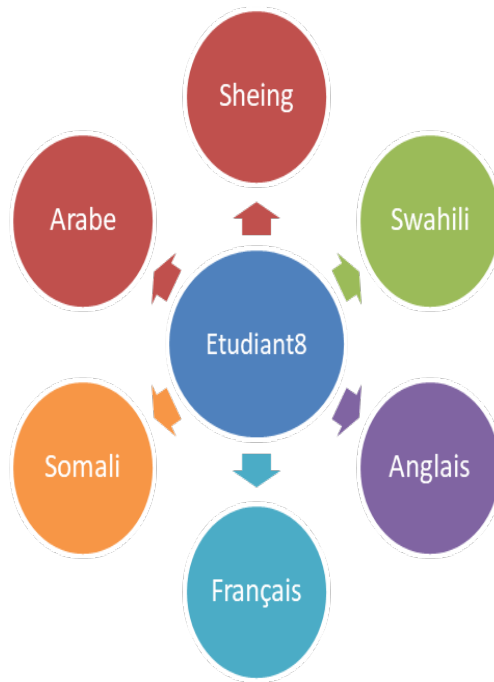 Sheing
Arabe
Swahili
Etudiant8
Somali
Anglais
Français